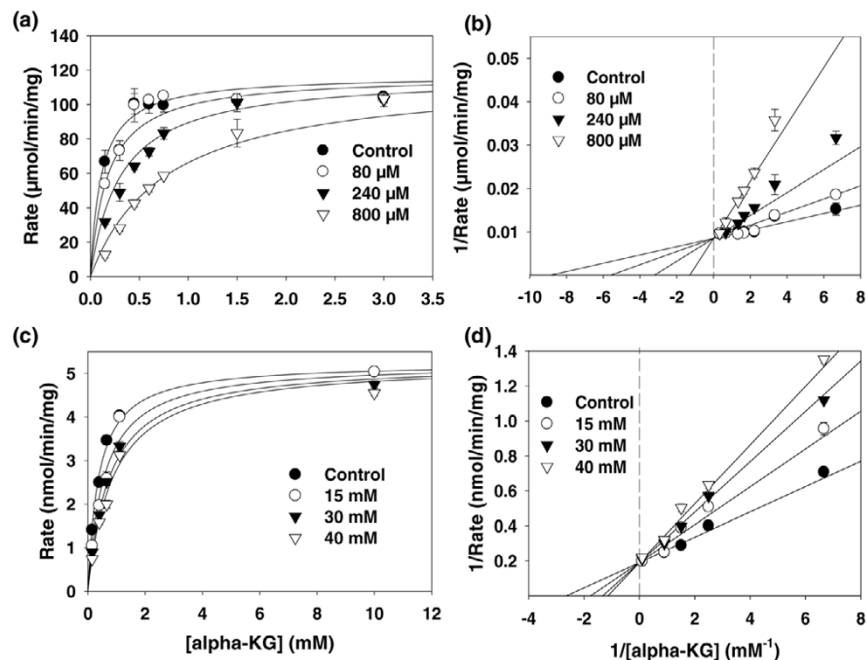 (a)
Rate (µmol/min/mg)
140
120
100
80
60
40
20
0
0.0 0.5 1.0 1.5 2.0 2.5 3.0 3.5
Control
80 µM
240 µM
800 µM
(b)
1/Rate (µmol/min/mg)
0.05
0.04
0.03
0.02
0.01
-10 -8 -6 -4 -2 0 2 4 6 8
Control
80 µM
240 µM
800 µM
(c)
Rate (nmol/min/mg)
5
4
3
2
1
0
0 2 4 6 8 10 12
[alpha-KG] (mM)
Control
15 mM
30 mM
40 mM
(d)
1/Rate (nmol/min/mg)
1.4
1.2
1.0
0.8
0.6
0.4
0.2
-4 -2 0 2 4 6 8
1/[alpha-KG] (mM⁻¹)
Control
15 mM
30 mM
40 mM